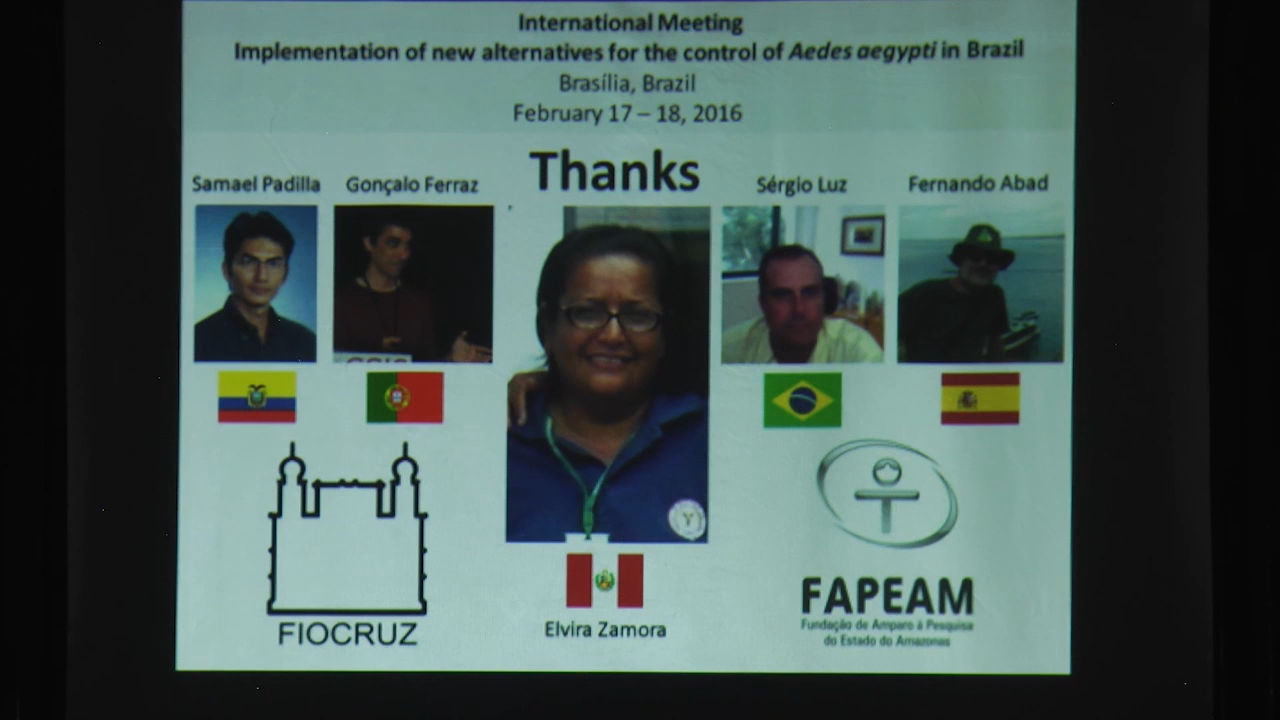 International Meeting
Implementation of new alternatives for the control of Aedes aegypti in Brazil
Brasília, Brazil
February 17 – 18, 2016
Thanks
Samael Padilla
Gonçalo Ferraz
Sérgio Luz
Fernando Abad
FIOCRUZ
Elvira Zamora
FAPEAM
Fundação de Amparo à Pesquisa
do Estado do Amazonas